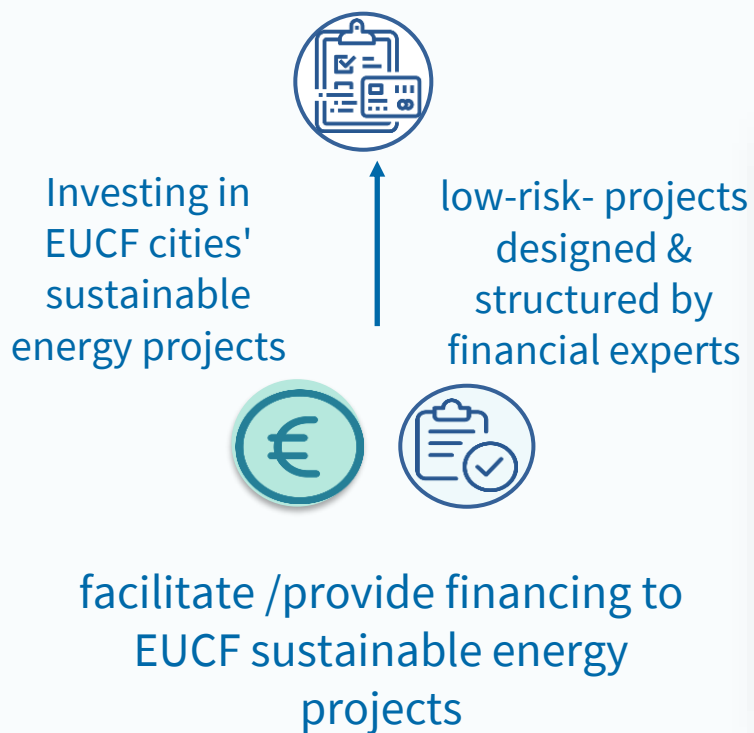 Investing in
EUCF cities'
sustainable
energy projects
low-risk- projects
designed &
structured by
financial experts
€
facilitate /provide financing to
EUCF sustainable energy
projects